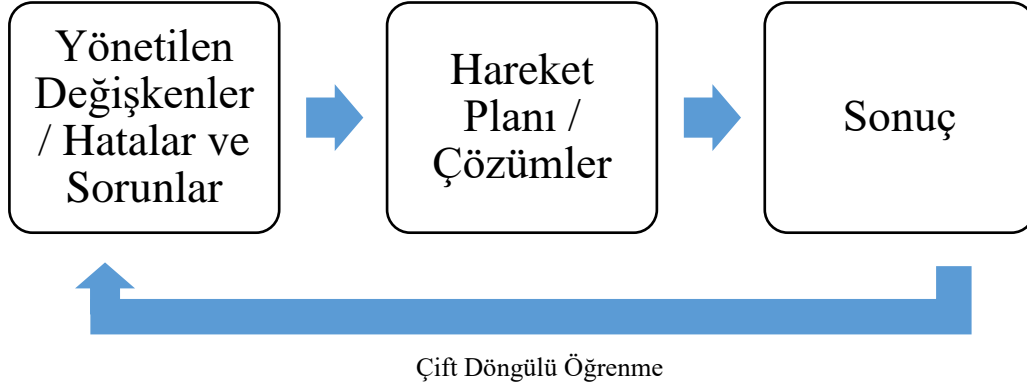 Yönetilen
Değişkenler
/ Hatalar ve
Sorunlar
Hareket
Planı /
Çözümler
Sonuç
Çift Döngülü Öğrenme